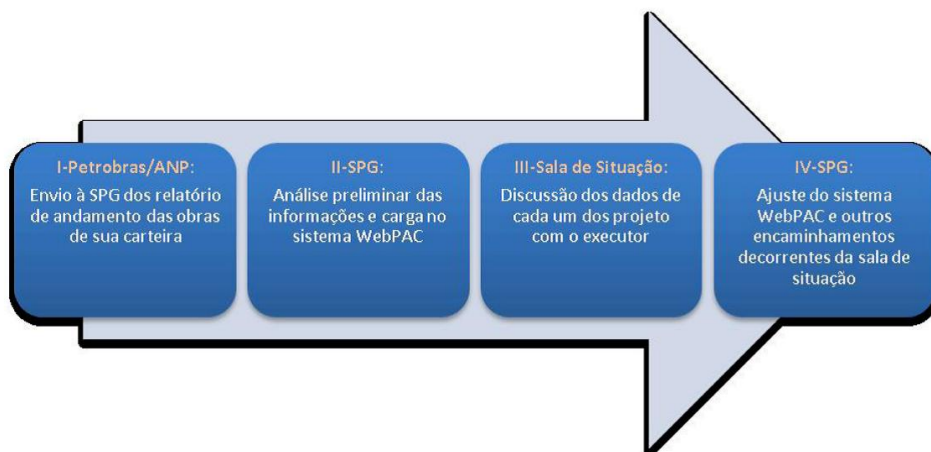 I-Petrobras/ANP:
Envio à SPG dos relatório
de andamento das obras
de sua carteira
II-SPG:
Análise preliminar das
informações e carga no
sistema WebPAC
III-Sala de Situação:
Discussão dos dados de
cada um dos projeto
com o executor
IV-SPG:
Ajuste do sistema
WebPAC e outros
encaminhamentos
decorrentes da sala de
situação